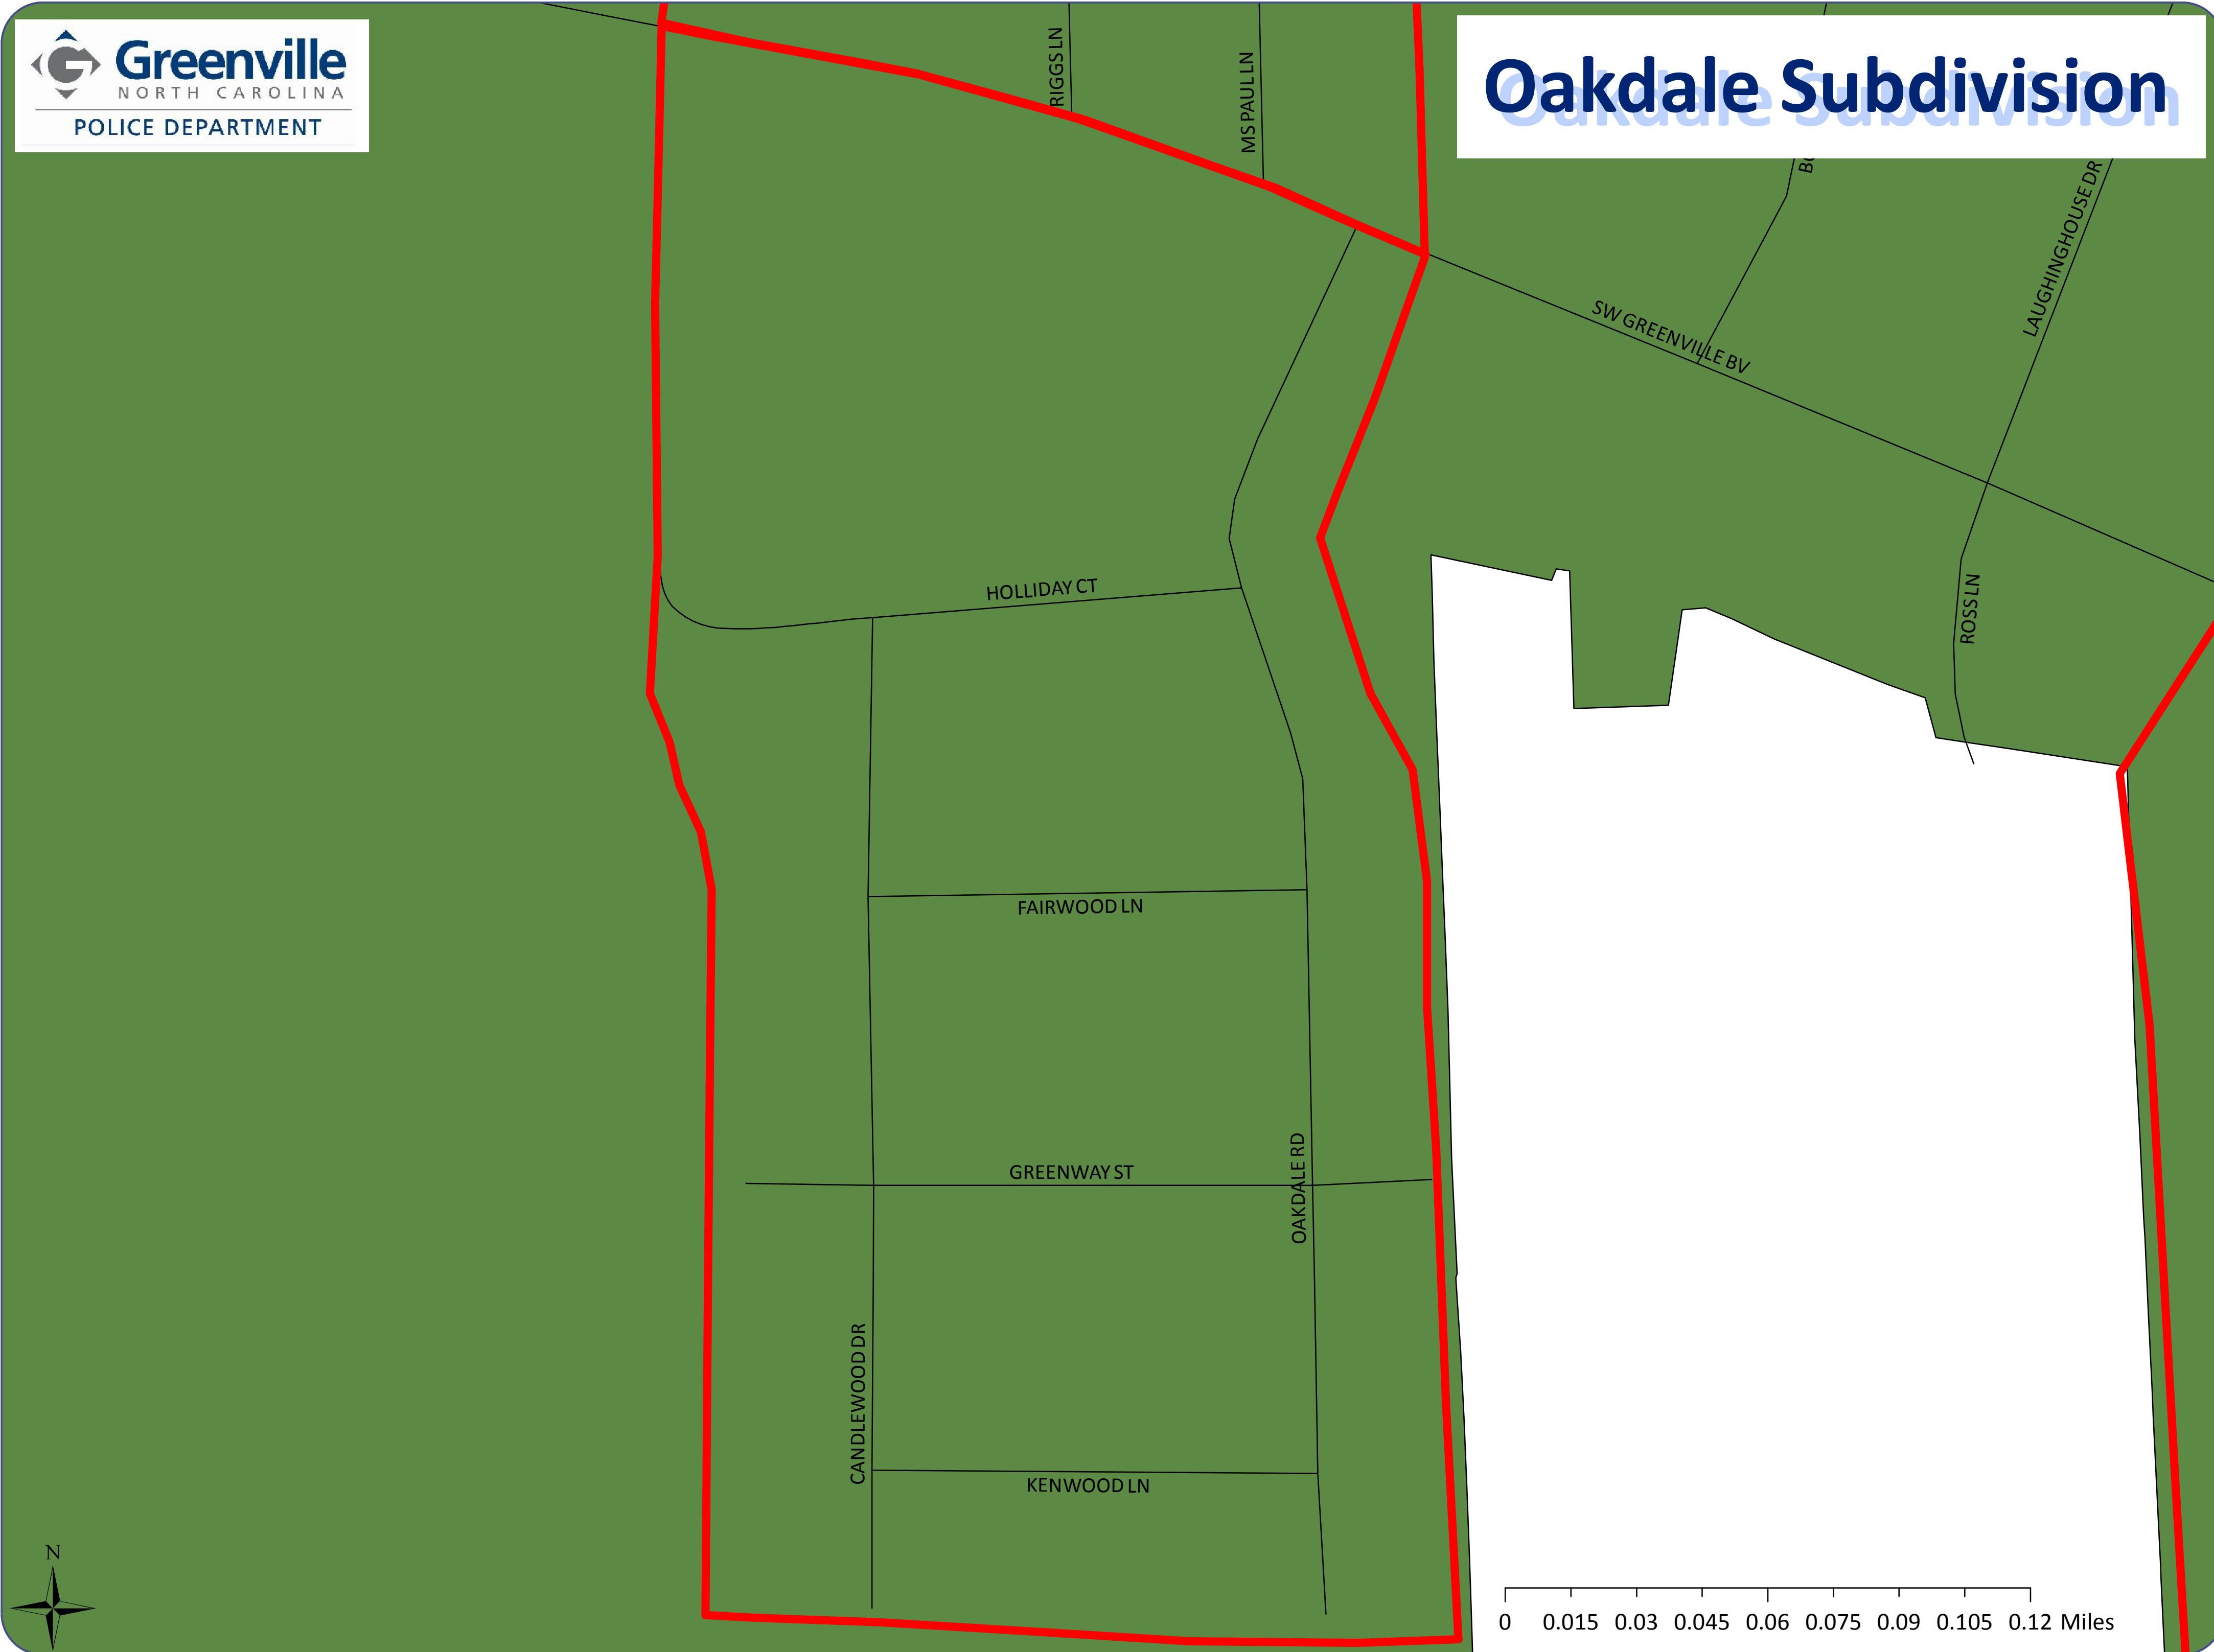 Greenville
NORTH CAROLINA
POLICE DEPARTMENT
Oakdale Subdivision
RIGGS LN
MS PAUL LN
LAUGHINGHOUSE DR
SW GREENVILLE BV
HOLLIDAY CT
ROSS LN
FAIRWOOD LN
GREENWAY ST
OAKDALE RD
CANDLEWOOD DR
KENWOOD LN
N
0 0.015 0.03 0.045 0.06 0.075 0.09 0.105 0.12 Miles